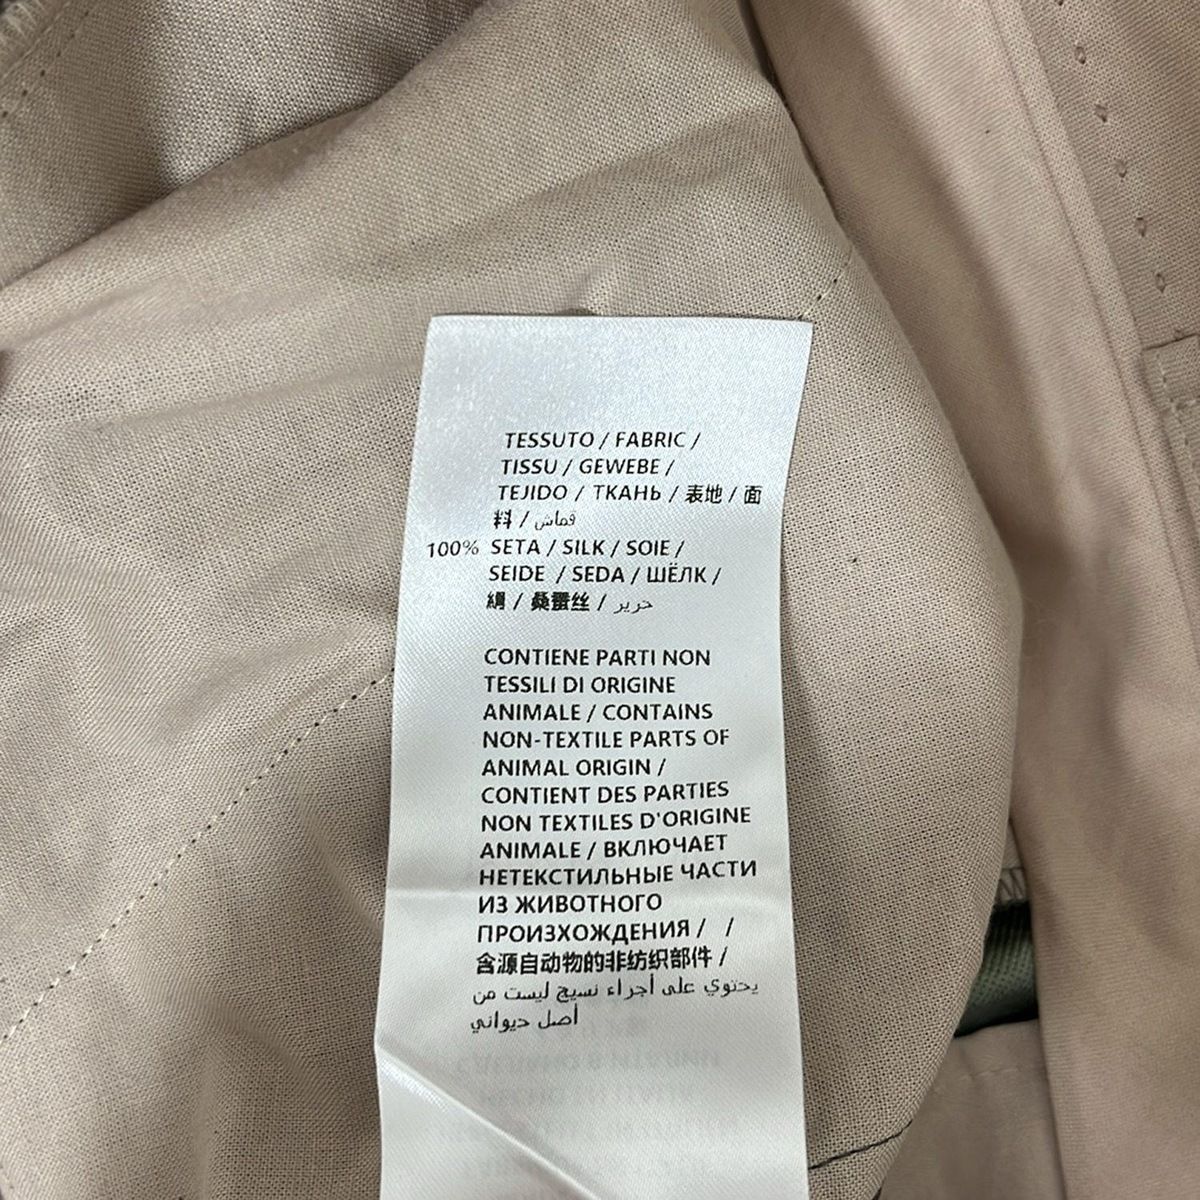 TESSUTO / FABRIC /
TISSU / GEWEBE /
TEJIDO / ТКАНЬ / 表地 / 面
料 / قماش
100% SETA / SILK / SOIE /
SEIDE / SEDA / ШЁЛК /
絹 / 桑蚕丝 / حرير
CONTIENE PARTI NON
TESSILI DI ORIGINE
ANIMALE / CONTAINS
NON-TEXTILE PARTS OF
ANIMAL ORIGIN /
CONTIENT DES PARTIES
NON TEXTILES D'ORIGINE
ANIMALE / ВКЛЮЧАЕТ
НЕТЕКСТИЛЬНЫЕ ЧАСТИ
ИЗ ЖИВОТНОГО
ПРОИЗХОЖДЕНИЯ / /
含源自动物的非纺织部件 /
يحتوي على أجراء نسيج ليست من
أصل ديواني